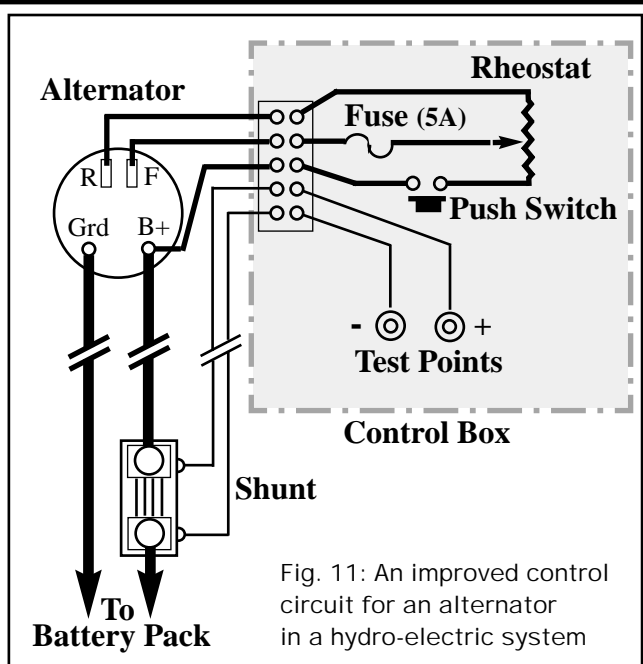 Rheostat
Alternator
Fuse (5A)
R F
Push Switch
Grd B+
- +
Test Points
Control Box
Shunt
To
Battery Pack
Fig. 11: An improved control
circuit for an alternator
in a hydro-electric system